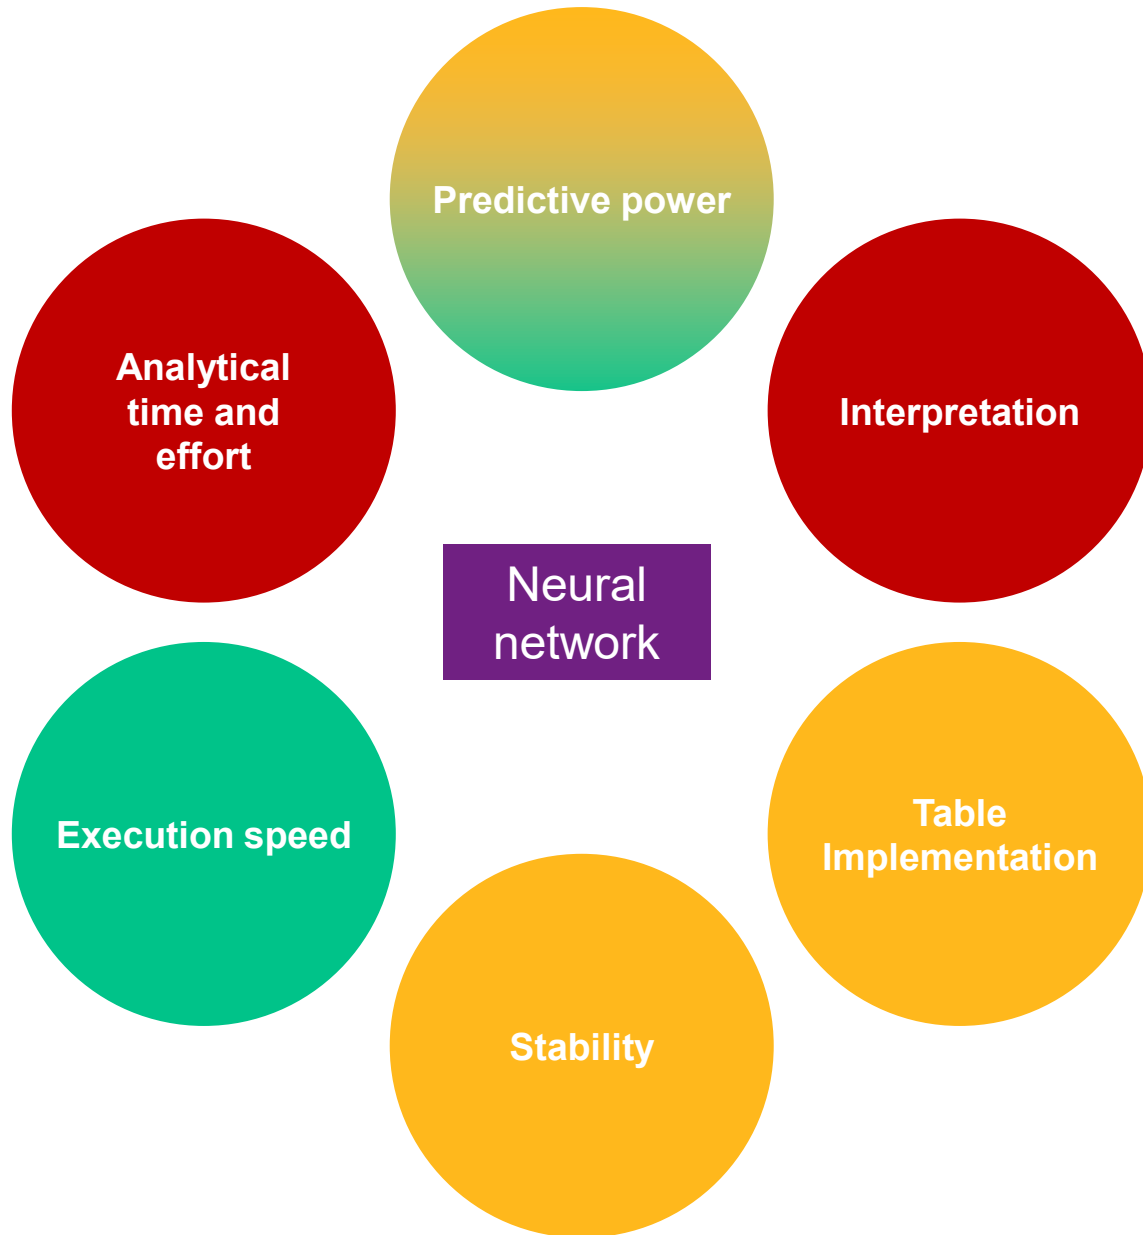 Predictive power
Analytical
time and
effort
Interpretation
Neural
network
Execution speed
Table
Implementation
Stability